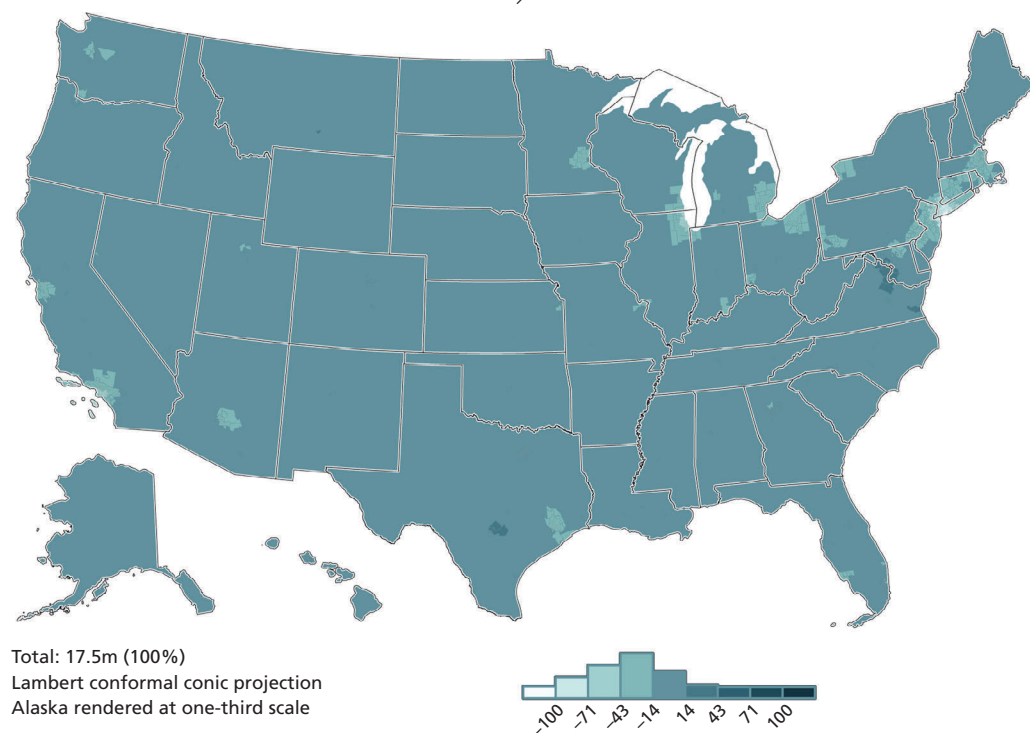 Total: 17.5m (100%)
Lambert conformal conic projection
Alaska rendered at one-third scale
–100 –71 –43 –14 14 43 71 100